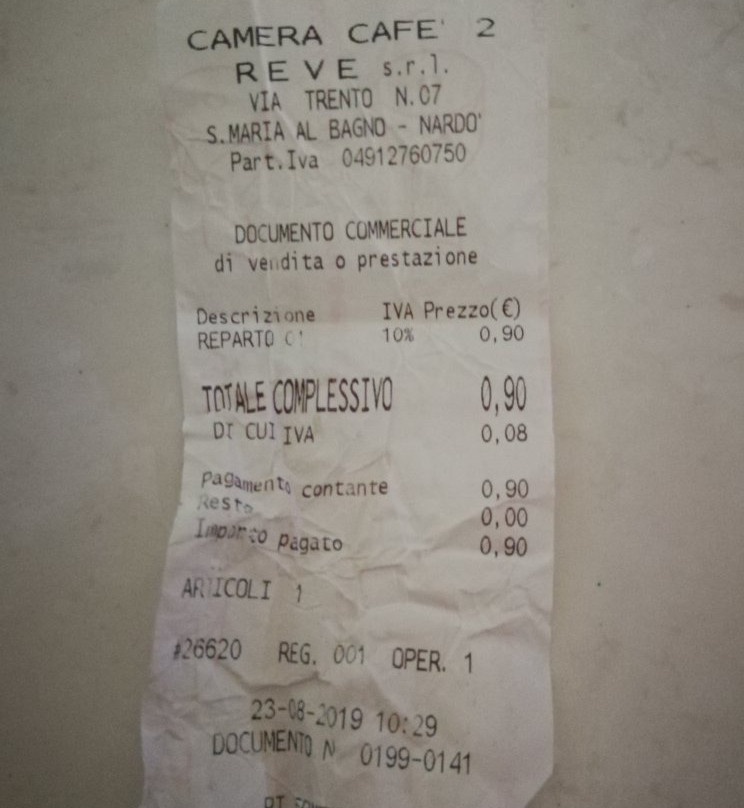 CAMERA CAFE' 2
REVE s.r.l.
VIA TRENTO N.07
S.MARIA AL BAGNO - NARDO'
Part.Iva 04912760750
DOCUMENTO COMMERCIALE
di vendita o prestazione
Descrizione IVA Prezzo(€)
REPARTO 10% 0,90
TOTALE COMPLESSIVO 0,90
DI CUI IVA 0,08
Pagamento contante 0,90
Resto 0,00
Importo pagato 0,90
ARTICOLI 1
#26620 REG. 001 OPER. 1
23-08-2019 10:29
DOCUMENTO N 0199-0141